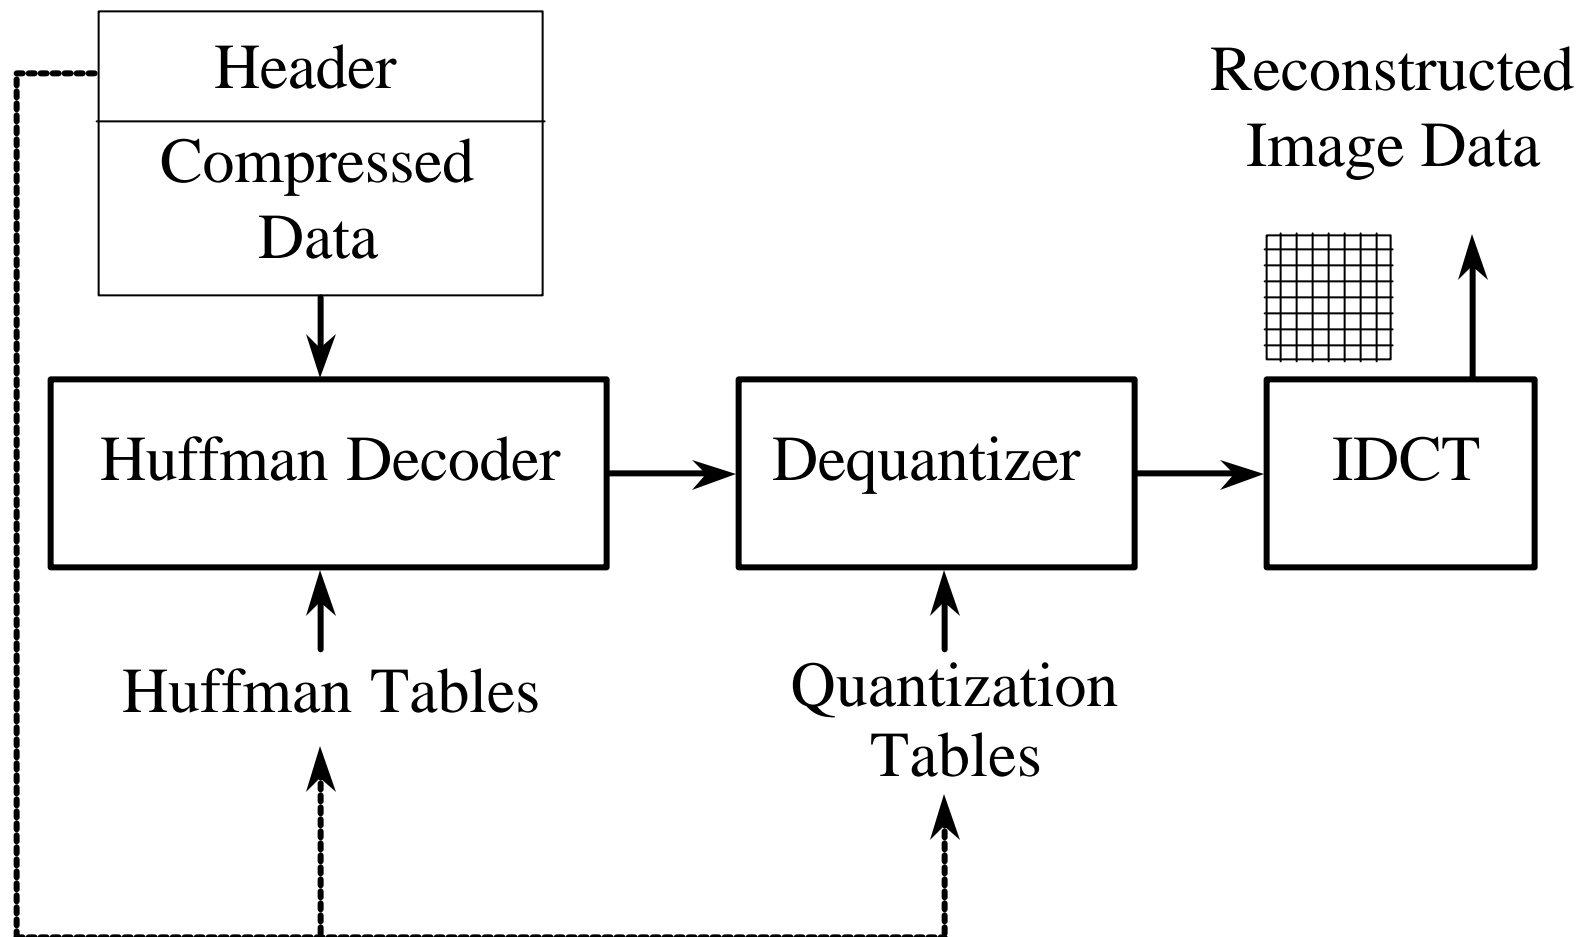 Header
Compressed
Data
Reconstructed
Image Data
Huffman Decoder
Dequantizer
IDCT
Huffman Tables
Quantization
Tables